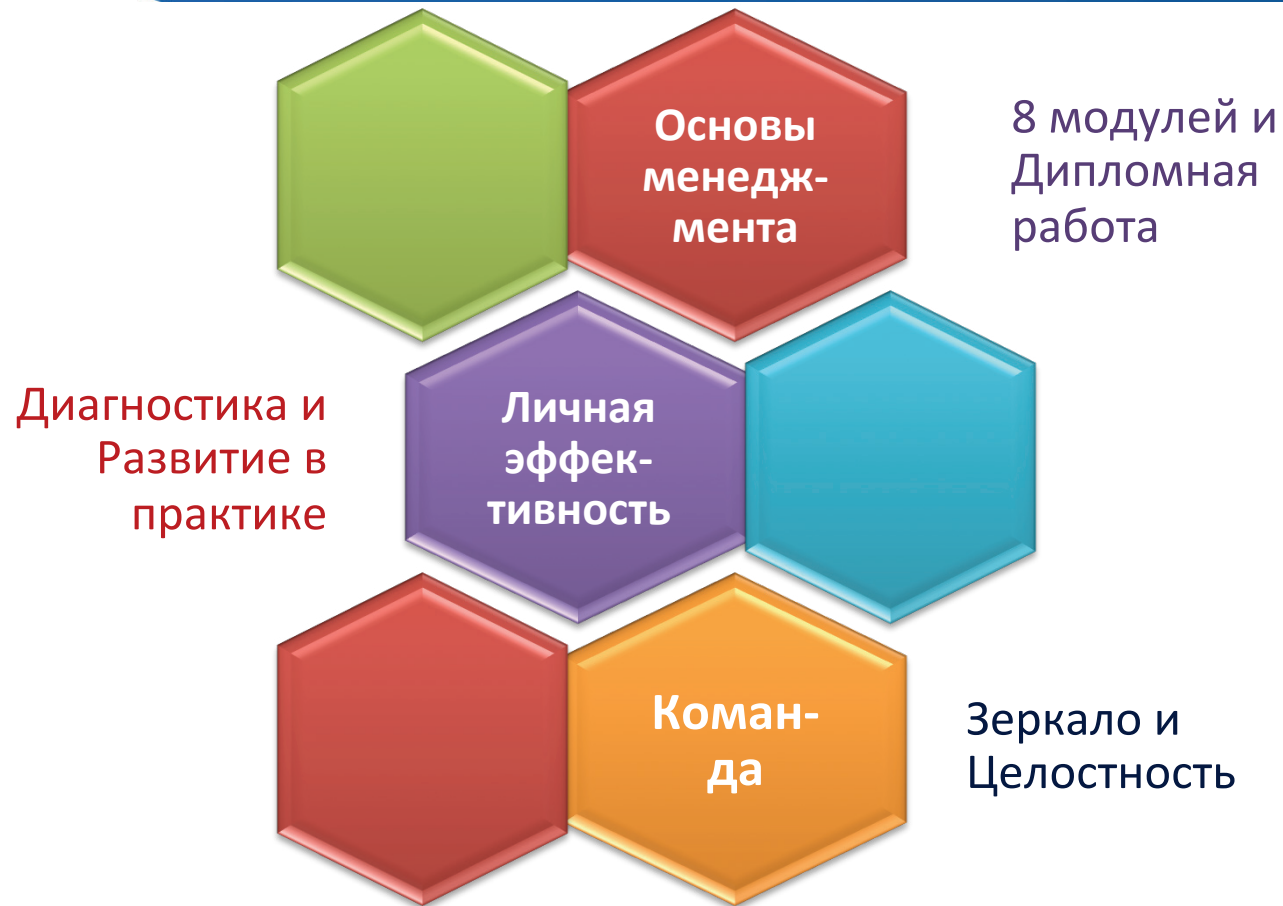 Основы
менедж-
мента
8 модулей и
Дипломная
работа
Диагностика и
Развитие в
практике
Личная
эффек-
тивность
Коман-
да
Зеркало и
Целостность